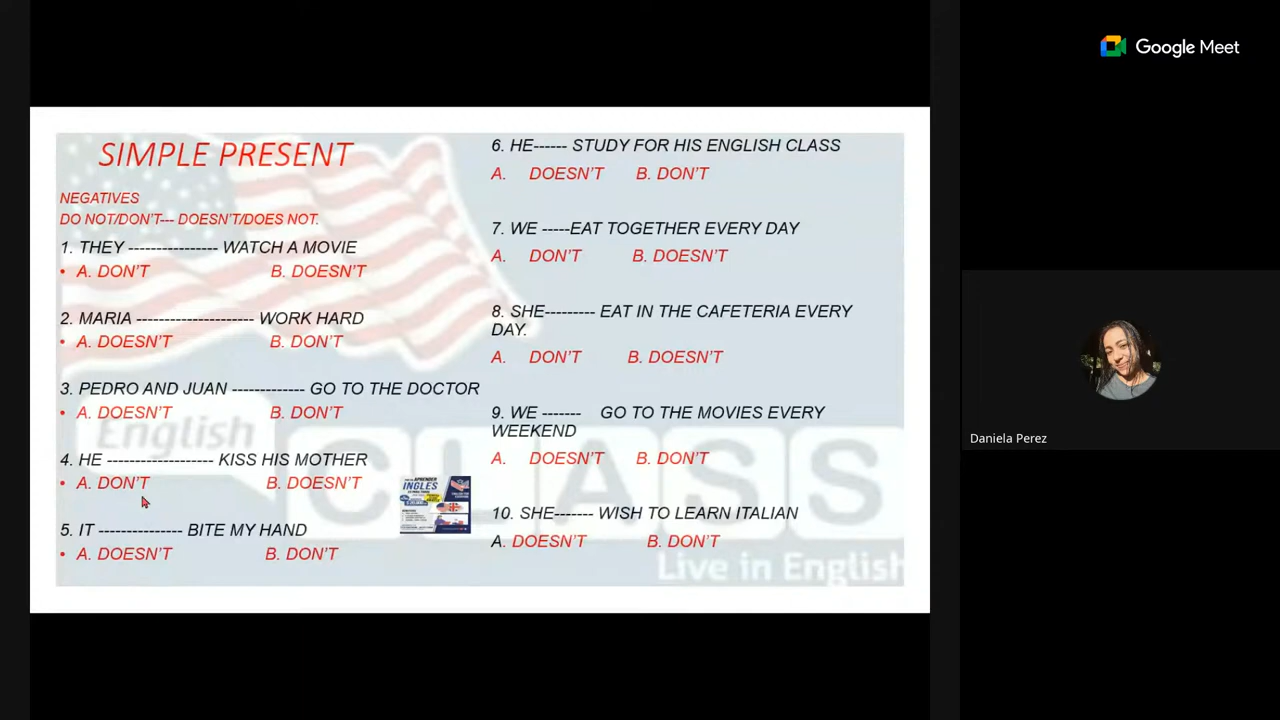 Google Meet
SIMPLE PRESENT
NEGATIVES
DO NOT/DON'T--- DOESN'T/DOES NOT.
1. THEY ---------------- WATCH A MOVIE
• A. DON'T B. DOESN'T
2. MARIA --------------------- WORK HARD
• A. DOESN'T B. DON'T
3. PEDRO AND JUAN ------------- GO TO THE DOCTOR
• A. DOESN'T B. DON'T
4. HE ------------------- KISS HIS MOTHER
• A. DON'T B. DOESN'T
5. IT --------------- BITE MY HAND
• A. DOESN'T B. DON'T
6. HE------ STUDY FOR HIS ENGLISH CLASS
A. DOESN'T B. DON'T
7. WE -----EAT TOGETHER EVERY DAY
A. DON'T B. DOESN'T
8. SHE--------- EAT IN THE CAFETERIA EVERY
DAY.
A. DON'T B. DOESN'T
9. WE ------- GO TO THE MOVIES EVERY
WEEKEND
A. DOESN'T B. DON'T
10. SHE------- WISH TO LEARN ITALIAN
A. DOESN'T B. DON'T
English
CLASS
Live in English
APRENDER
INGLES
Daniela Perez